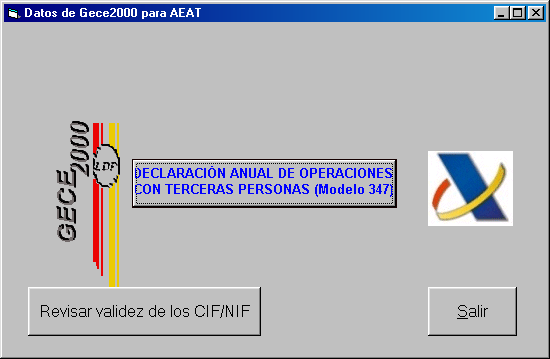 Datos de Gece2000 para AEAT
GECE 2000
LDF
DECLARACIÓN ANUAL DE OPERACIONES
CON TERCERAS PERSONAS (Modelo 347)
Revisar validez de los CIF/NIF
Salir